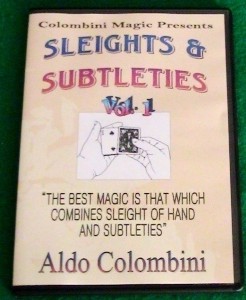 Colombini Magic Presents
SLEIGHTS &
SUBTLETIES
Vol. 1
"THE BEST MAGIC IS THAT WHICH
COMBINES SLEIGHT OF HAND
AND SUBTLETIES"
Aldo Colombini